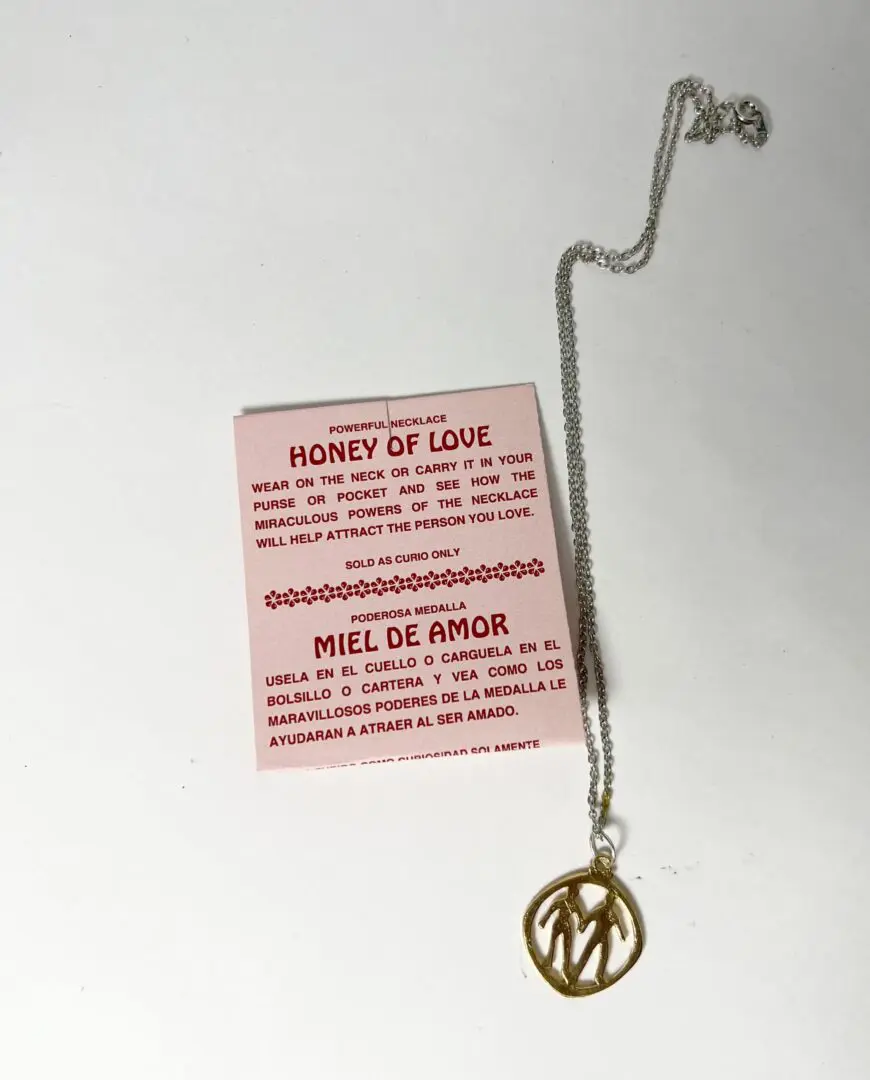 POWERFUL NECKLACE
HONEY OF LOVE
WEAR ON THE NECK OR CARRY IT IN YOUR
PURSE OR POCKET AND SEE HOW THE
MIRACULOUS POWERS OF THE NECKLACE
WILL HELP ATTRACT THE PERSON YOU LOVE.
SOLD AS CURIO ONLY
PODEROSA MEDALLA
MIEL DE AMOR
USELA EN EL CUELLO O CARGUELA EN EL
BOLSILLO O CARTERA Y VEA COMO LOS
MARAVILLOSOS PODERES DE LA MEDALLA LE
AYUDARAN A ATRAER AL SER AMADO.
COMO CURIOSIDAD SOLAMENTE